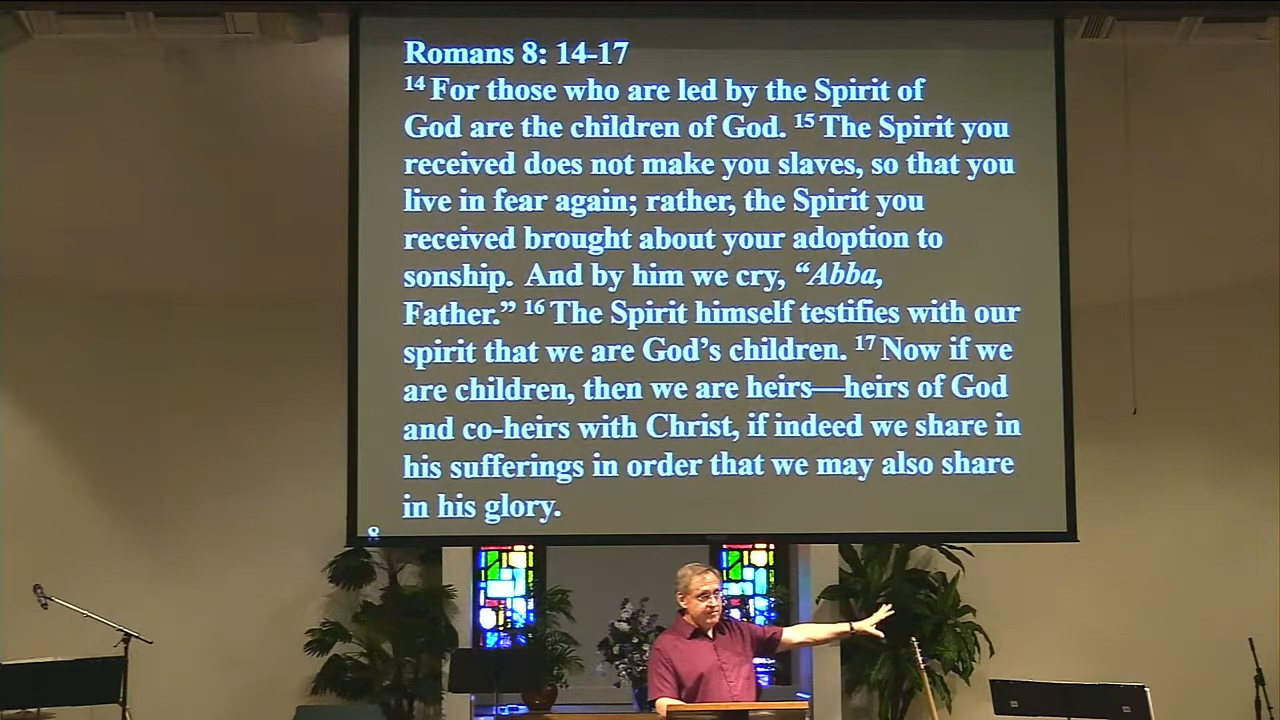 Romans 8: 14-17
14 For those who are led by the Spirit of
God are the children of God. 15 The Spirit you
received does not make you slaves, so that you
live in fear again; rather, the Spirit you
received brought about your adoption to
sonship. And by him we cry, “Abba,
Father.” 16 The Spirit himself testifies with our
spirit that we are God’s children. 17 Now if we
are children, then we are heirs—heirs of God
and co-heirs with Christ, if indeed we share in
his sufferings in order that we may also share
in his glory.
8